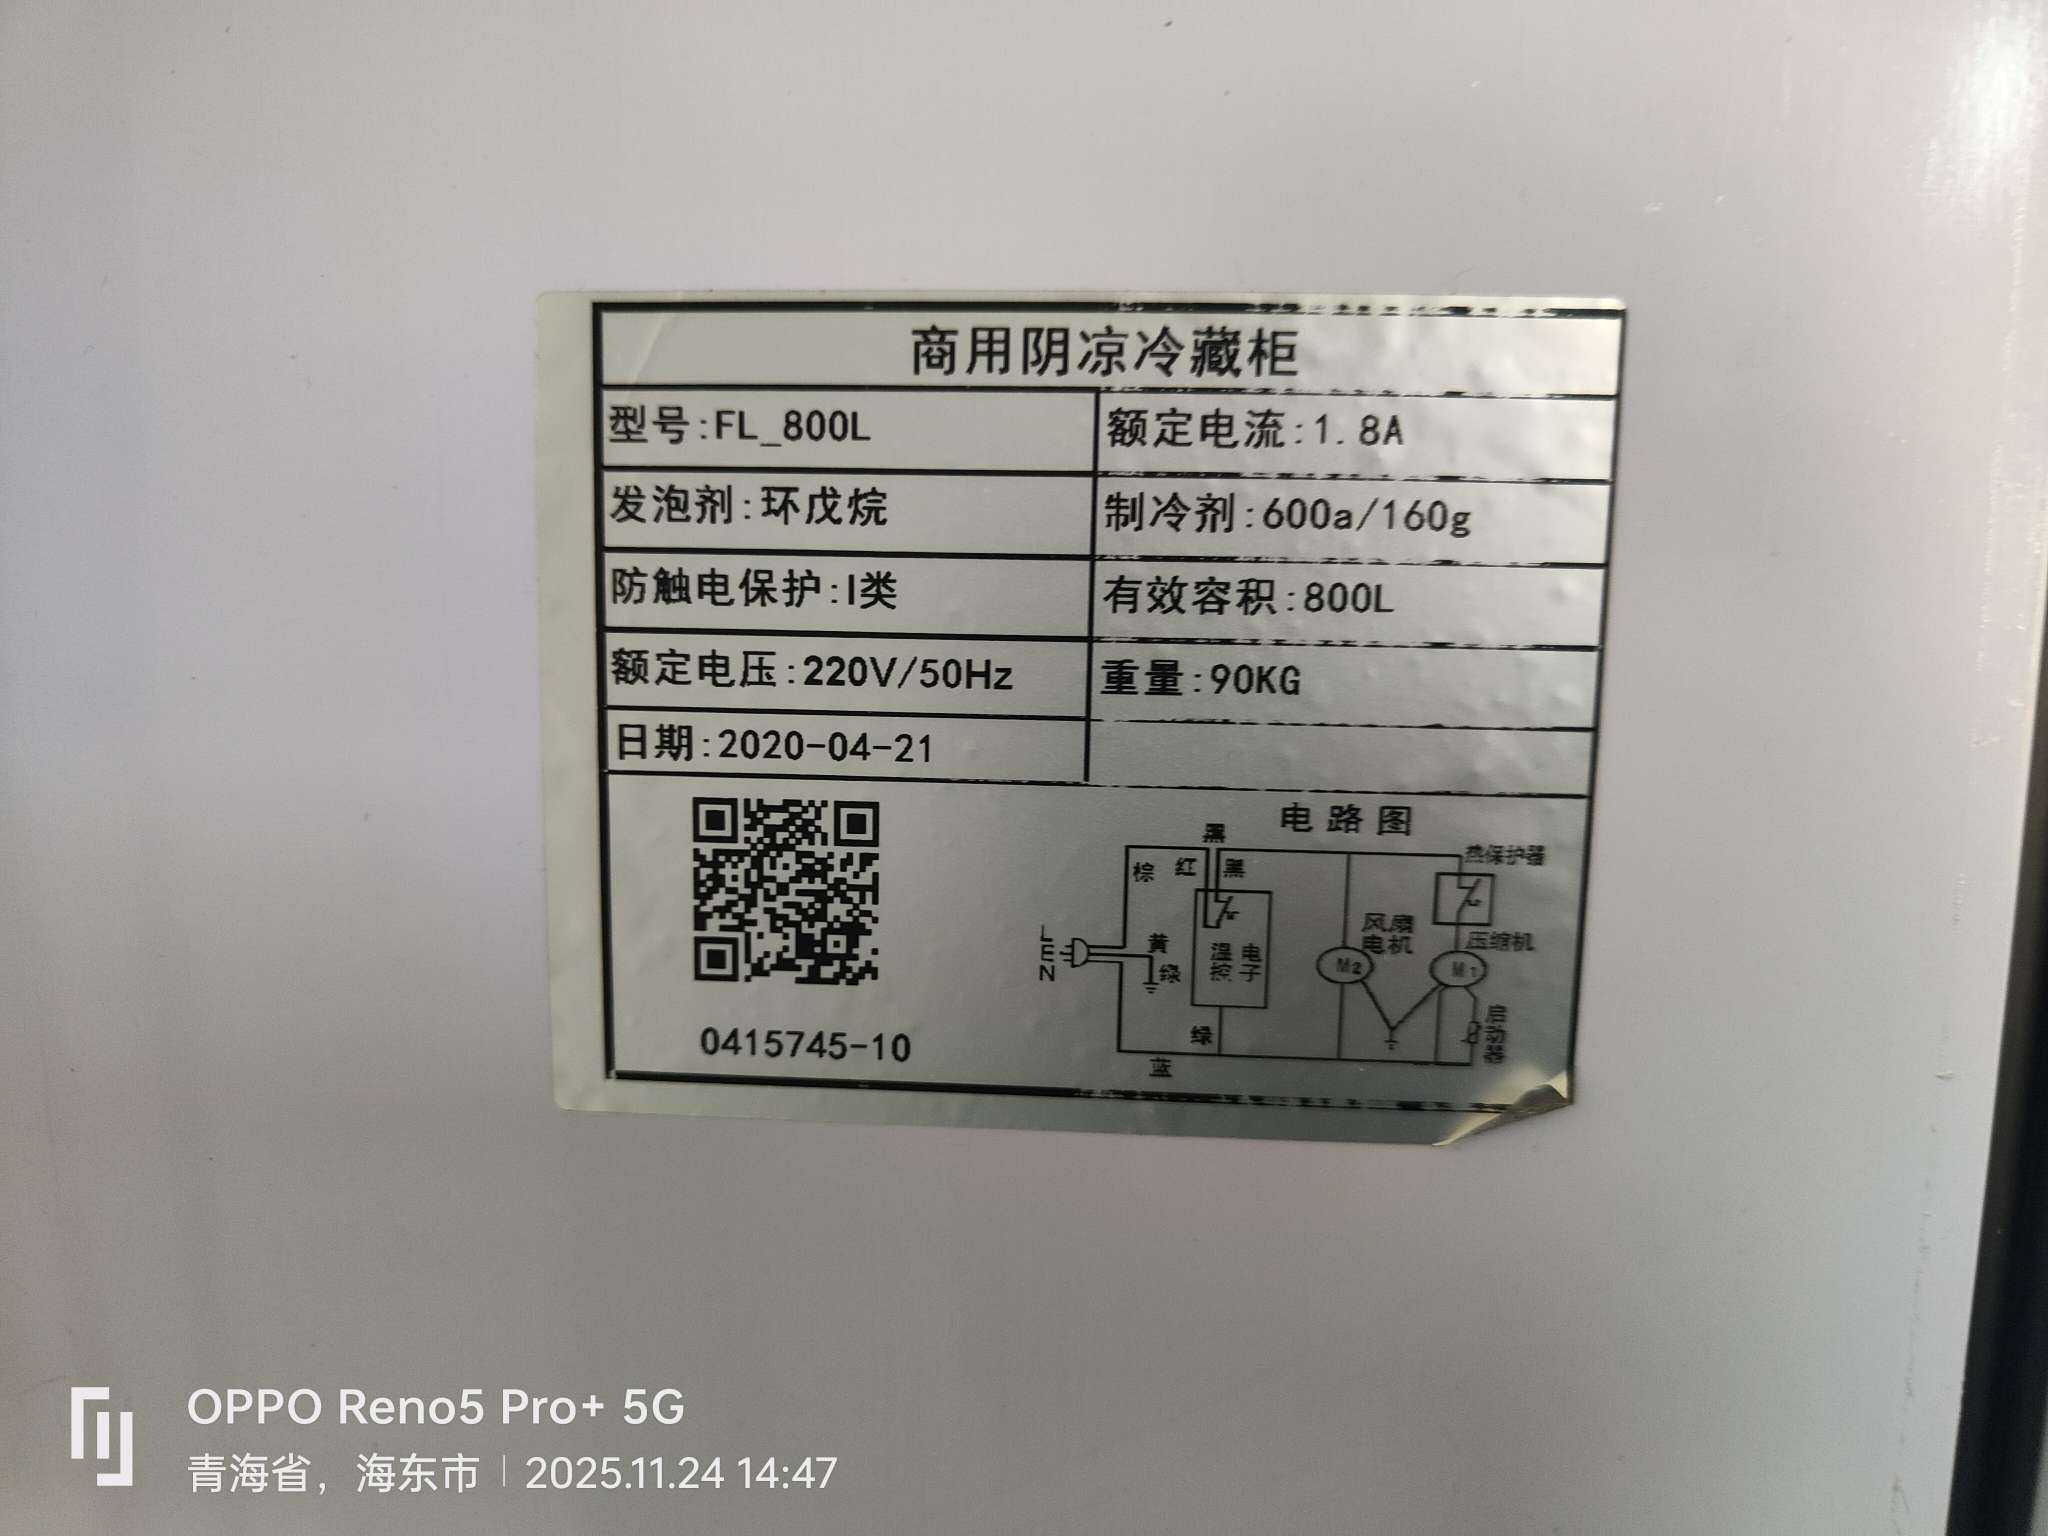 商用阴凉冷藏柜
型号:FL_800L
额定电流:1.8A
发泡剂:环戊烷
制冷剂:600a/160g
防触电保护:I类
有效容积:800L
额定电压:220V/50Hz
重量:90KG
日期:2020-04-21
电路图
黑
热保护器
棕
红
黑
风扇
电机
压缩机
L
E
N
黄
绿
电子
温控
M2
M1
启动器
绿
蓝
0415745-10
OPPO Reno5 Pro+ 5G
青海省，海东市 | 2025.11.24 14:47